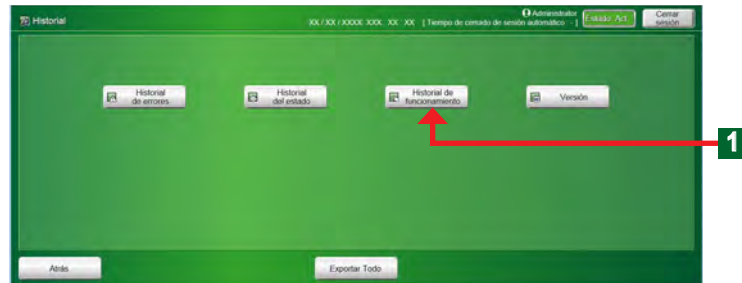 Historial
XX / XX / XXXX XXX XX : XX [ Tiempo de cerrado de sesión automático - ]
Administrator
Estado Act.
Cerrar
sesión
Historial
de errores
Historial
del estado
Historial de
funcionamiento
Versión
1
Atrás
Exportar Todo